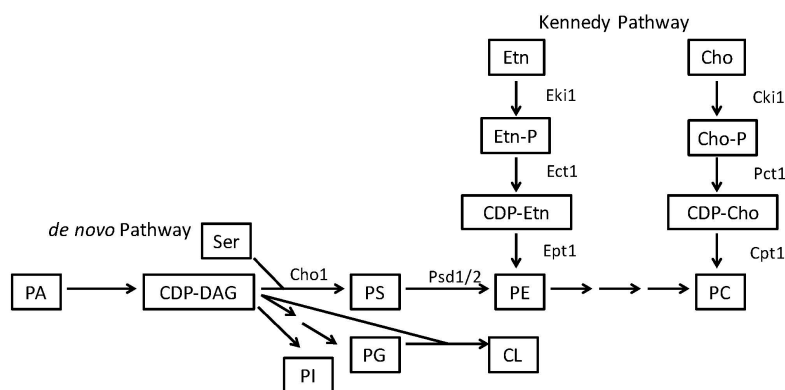 Kennedy Pathway
Etn
Cho
Eki1
Cki1
Etn-P
Cho-P
Ect1
Pct1
CDP-Etn
CDP-Cho
de novo Pathway
Ser
Ept1
Cpt1
Cho1
Psd1/2
PA
CDP-DAG
PS
PE
PC
PG
CL
PI